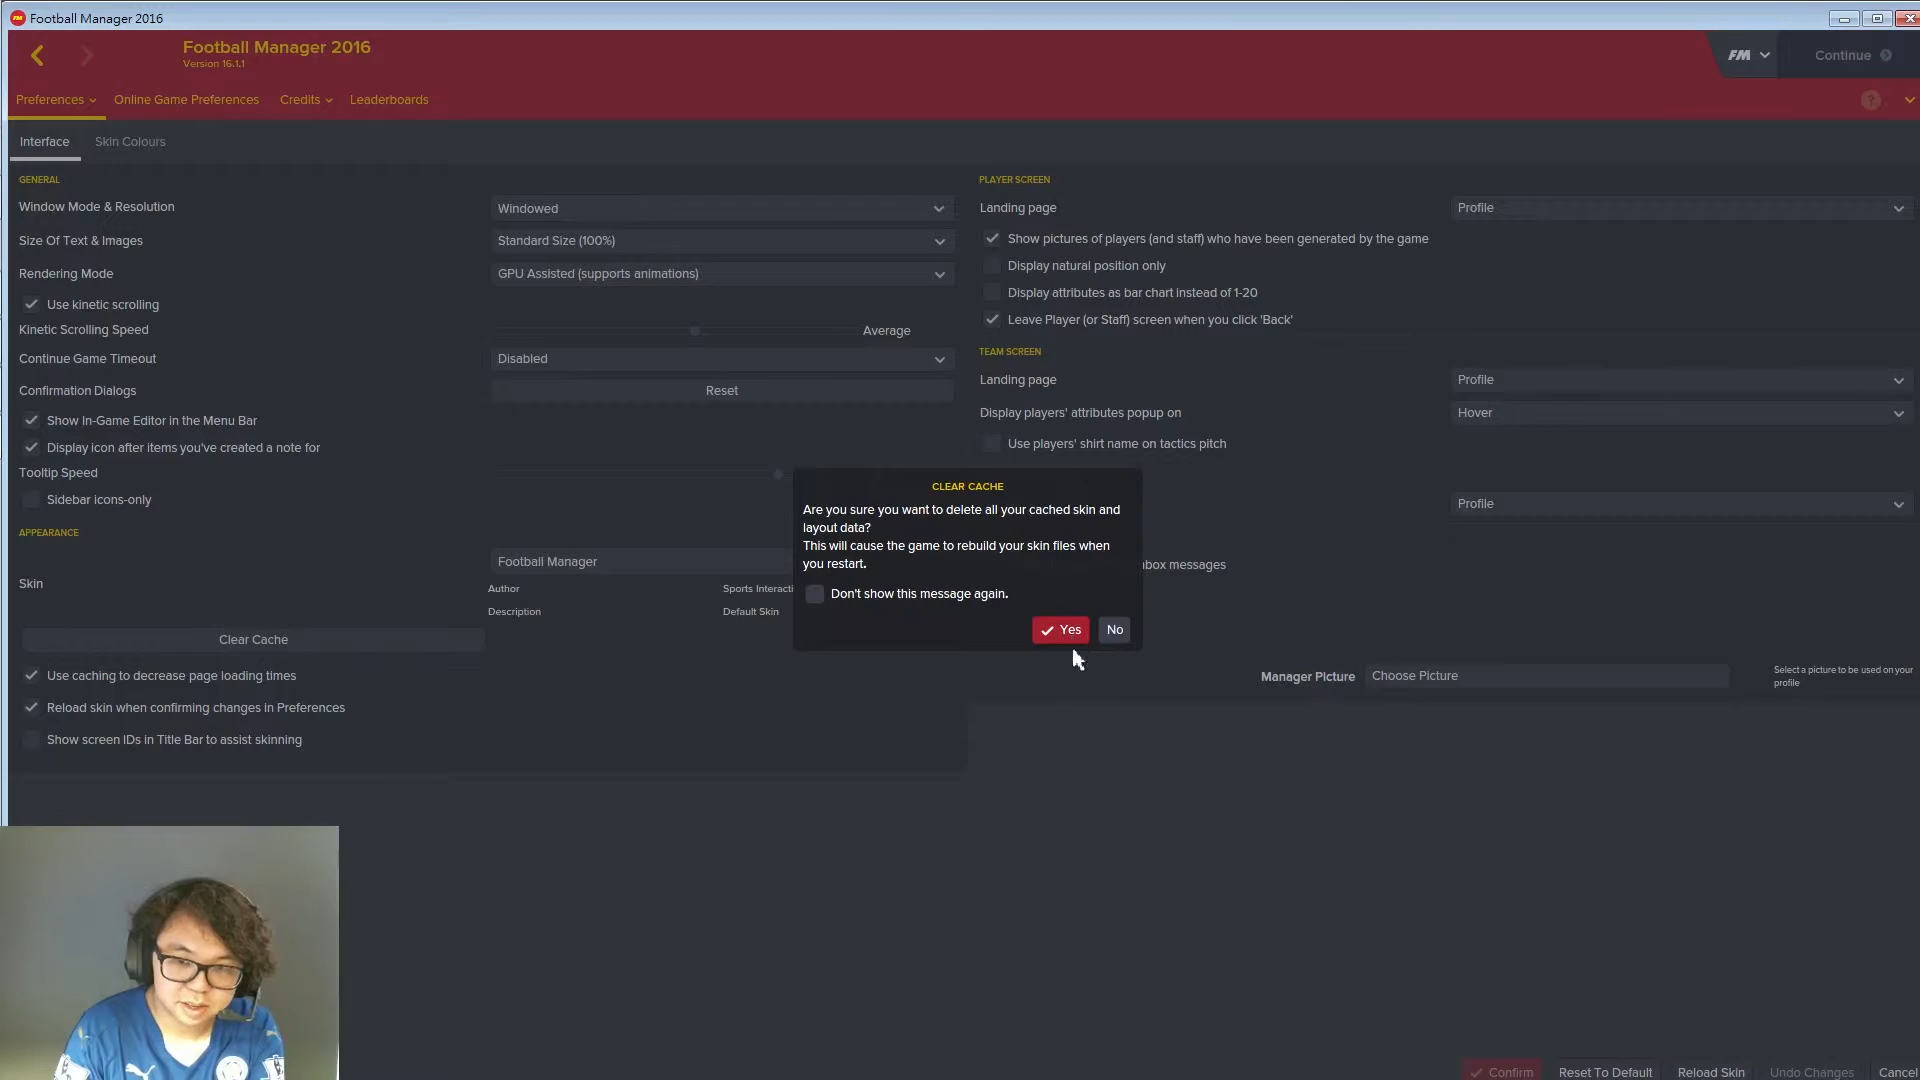 Football Manager 2016
Football Manager 2016
Version 16.1.1
FM
Continue
Preferences
Online Game Preferences
Credits
Leaderboards
?
Interface
Skin Colours
GENERAL
Window Mode & Resolution
Windowed
Size Of Text & Images
Standard Size (100%)
Rendering Mode
GPU Assisted (supports animations)
Use kinetic scrolling
Kinetic Scrolling Speed
Average
Continue Game Timeout
Disabled
Confirmation Dialogs
Reset
Show In-Game Editor in the Menu Bar
Display icon after items you've created a note for
Tooltip Speed
Sidebar icons-only
APPEARANCE
Skin
Football Manager
Author
Sports Interacti
Description
Default Skin
Clear Cache
Use caching to decrease page loading times
Reload skin when confirming changes in Preferences
Show screen IDs in Title Bar to assist skinning
PLAYER SCREEN
Landing page
Profile
Show pictures of players (and staff) who have been generated by the game
Display natural position only
Display attributes as bar chart instead of 1-20
Leave Player (or Staff) screen when you click 'Back'
TEAM SCREEN
Landing page
Profile
Display players' attributes popup on
Hover
Use players' shirt name on tactics pitch
Profile
box messages
CLEAR CACHE
Are you sure you want to delete all your cached skin and
layout data?
This will cause the game to rebuild your skin files when
you restart.
Don't show this message again.
Yes
No
Manager Picture
Choose Picture
Select a picture to be used on your
profile
Confirm
Reset To Default
Reload Skin
Undo Changes
Cancel